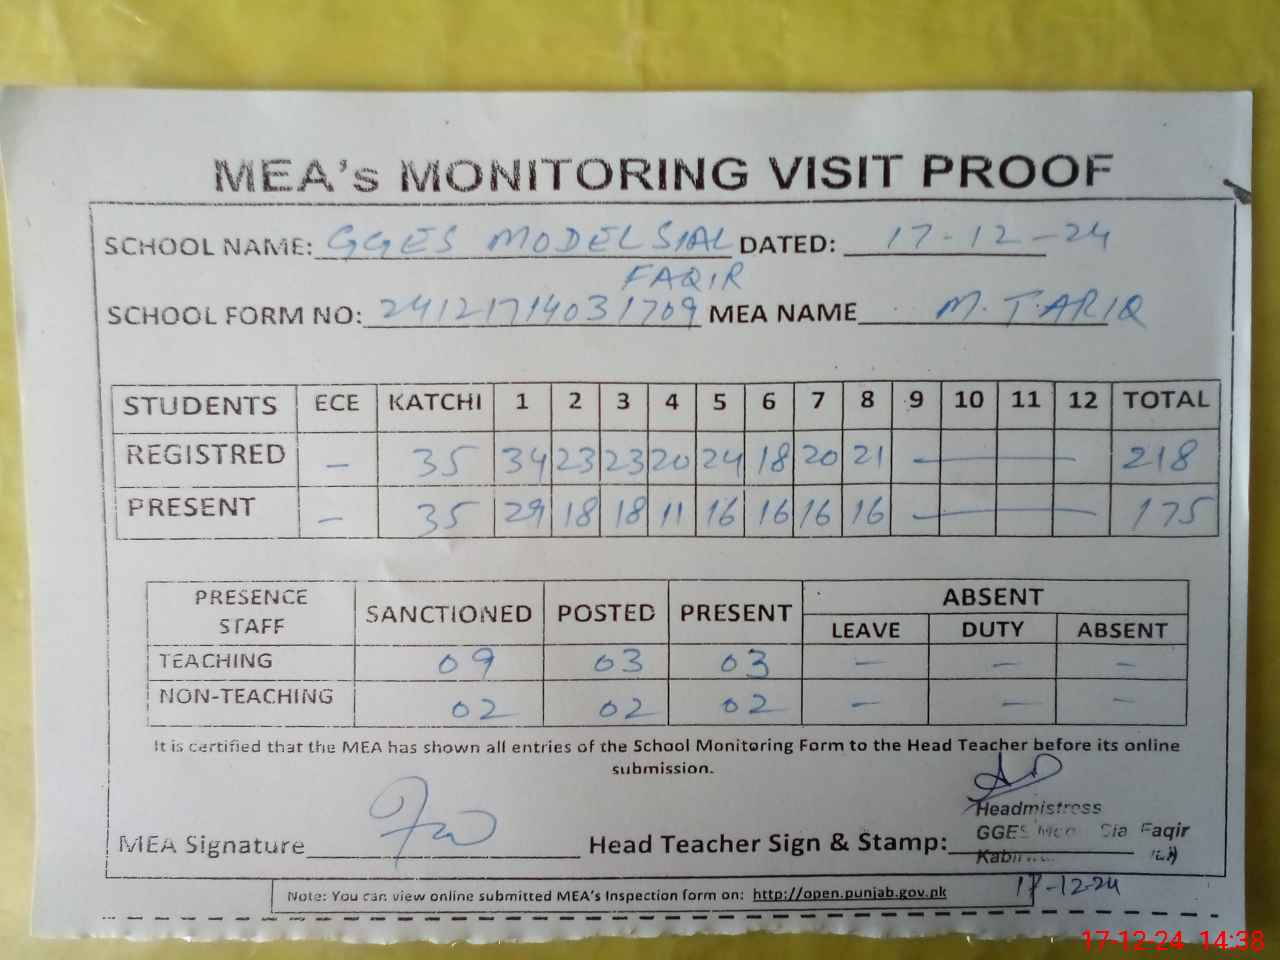 MEA's MONITORING VISIT PROOF
SCHOOL NAME: GGES MODEL SIAL DATED: 17-12-24
FAQIR
SCHOOL FORM NO: 24121714031709 MEA NAME M. TARIQ
STUDENTS ECE KATCHI 1 2 3 4 5 6 7 8 9 10 11 12 TOTAL
REGISTRED - 35 34 23 23 20 24 18 20 21 - 218
PRESENT - 35 29 18 18 11 16 16 16 16 - 175
PRESENCE STAFF SANCTIONED POSTED PRESENT ABSENT
LEAVE DUTY ABSENT
TEACHING 09 03 03 - - -
NON-TEACHING 02 02 02 - - -
It is certified that the MEA has shown all entries of the School Monitoring Form to the Head Teacher before its online
submission.
Headmistress
GGES Sia Faqir
MEA Signature Head Teacher Sign & Stamp:
17-12-24
Note: You can view online submitted MEA's Inspection form on: http://open.punjab.gov.pk
17-12-24 14:38